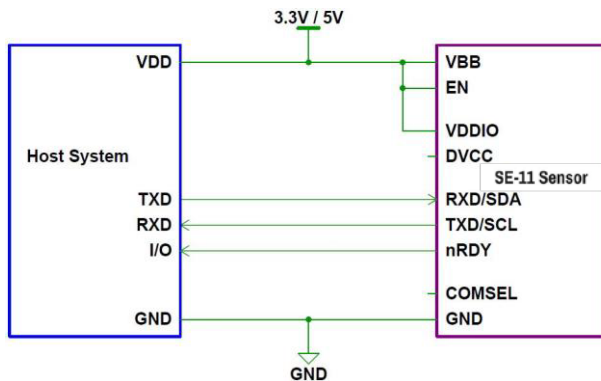 3.3V / 5V
VDD
VBB
EN
VDDIO
Host System
DVCC
SE-11 Sensor
TXD
RXD/SDA
RXD
TXD/SCL
I/O
nRDY
COMSEL
GND
GND
GND